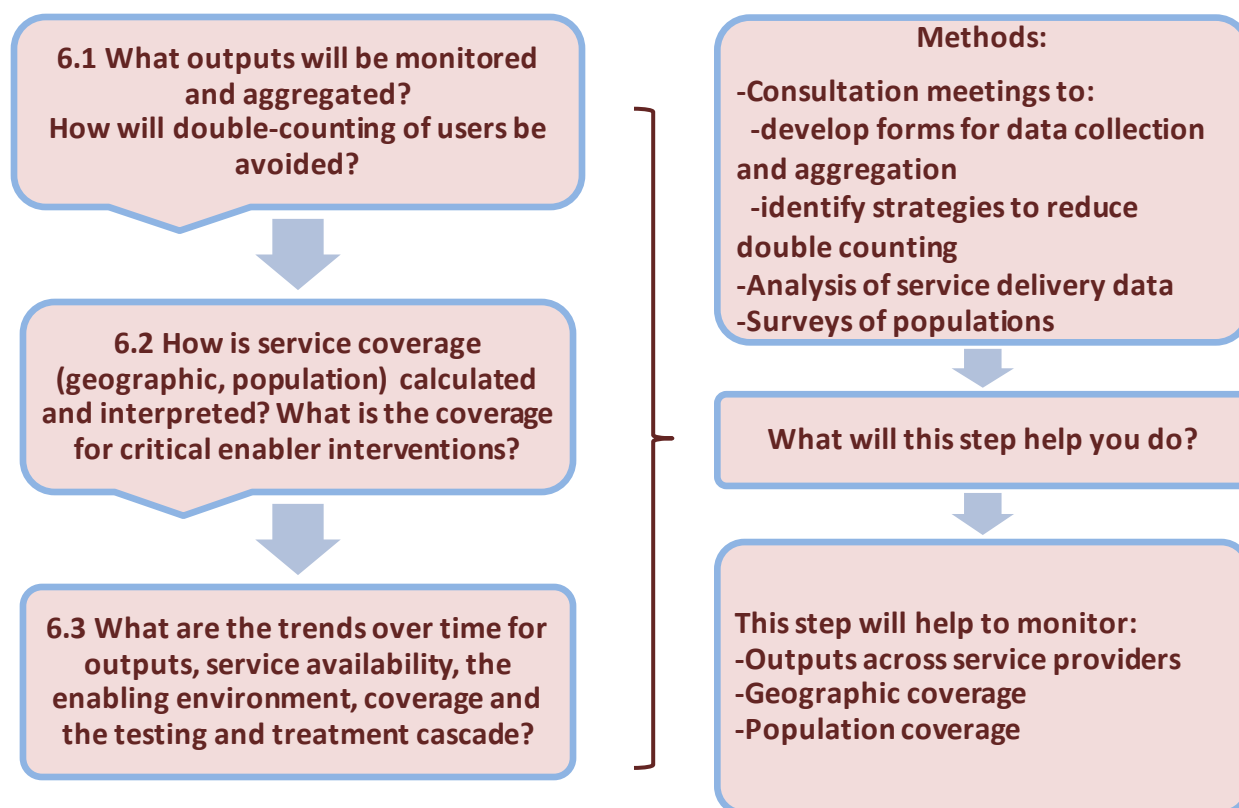 6.1 What outputs will be monitored
and aggregated?
How will double-counting of users be
avoided?
6.2 How is service coverage
(geographic, population) calculated
and interpreted? What is the coverage
for critical enabler interventions?
6.3 What are the trends over time for
outputs, service availability, the
enabling environment, coverage and
the testing and treatment cascade?
Methods:
-Consultation meetings to:
-develop forms for data collection
and aggregation
-identify strategies to reduce
double counting
-Analysis of service delivery data
-Surveys of populations
What will this step help you do?
This step will help to monitor:
-Outputs across service providers
-Geographic coverage
-Population coverage